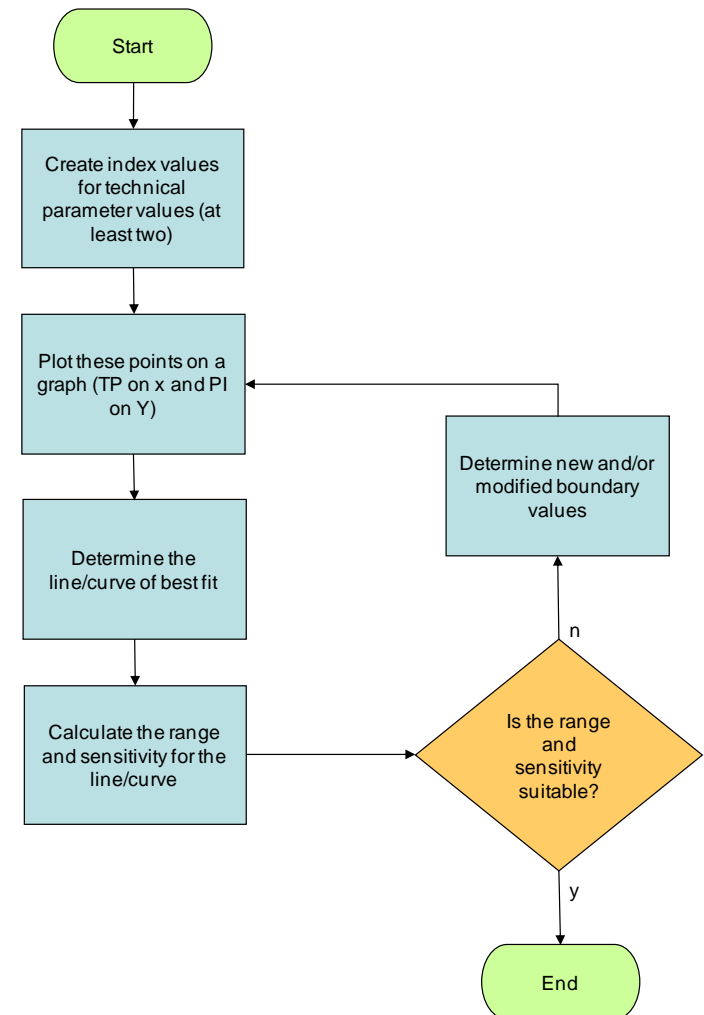 Start
Create index values
for technical
parameter values (at
least two)
Plot these points on a
graph (TP on x and PI
on Y)
Determine the
line/curve of best fit
Calculate the range
and sensitivity for the
line/curve
Is the range
and
sensitivity
suitable?
n
Determine new and/or
modified boundary
values
y
End